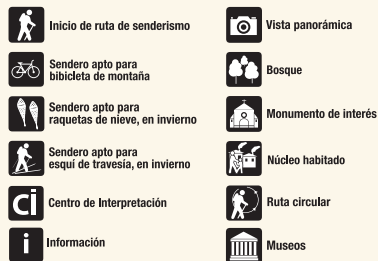 Inicio de ruta de senderismo
Sendero apto para
bibicleta de montaña
Sendero apto para
raquetas de nieve, en invierno
Sendero apto para
esquí de travesía, en invierno
ci Centro de Interpretación
i Información
Vista panorámica
Bosque
Monumento de interés
Núcleo habitado
Ruta circular
Museos